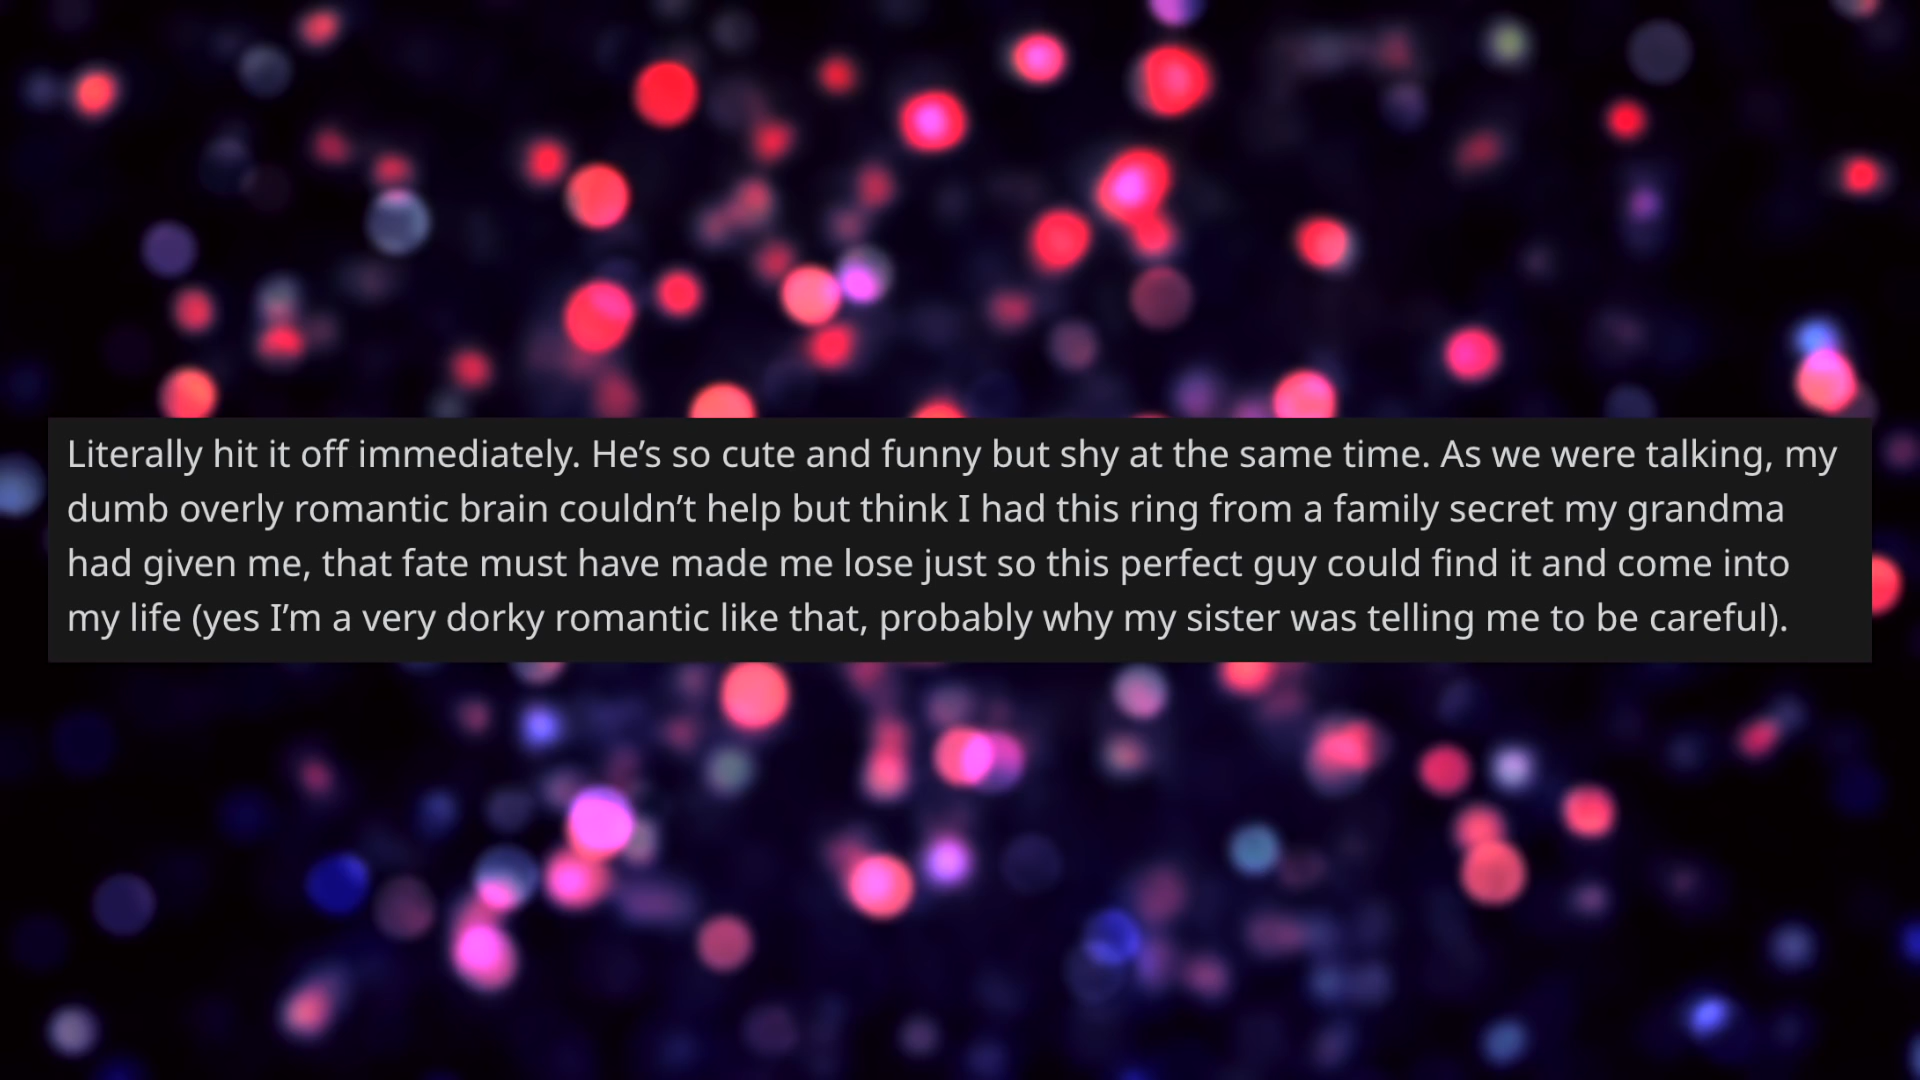 Literally hit it off immediately. He’s so cute and funny but shy at the same time. As we were talking, my
dumb overly romantic brain couldn’t help but think I had this ring from a family secret my grandma
had given me, that fate must have made me lose just so this perfect guy could find it and come into
my life (yes I’m a very dorky romantic like that, probably why my sister was telling me to be careful).